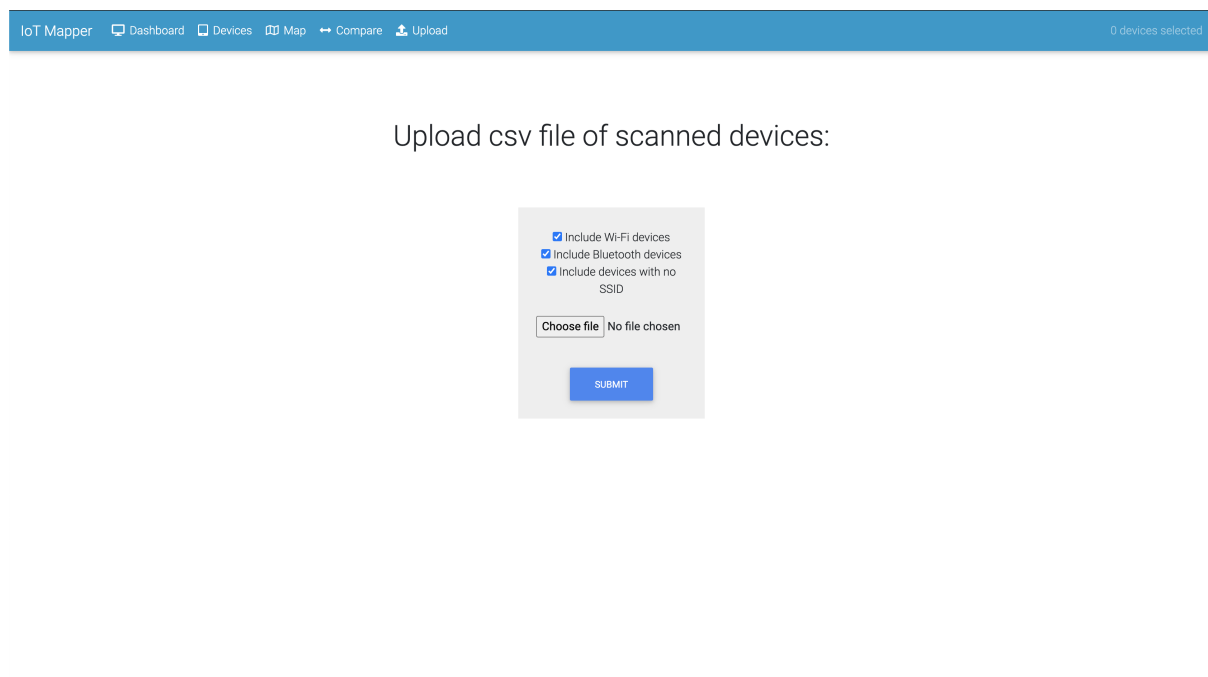 IoT Mapper Dashboard Devices Map Compare Upload 0 devices selected
Upload csv file of scanned devices:
Include Wi-Fi devices
Include Bluetooth devices
Include devices with no
SSID
Choose file No file chosen
SUBMIT